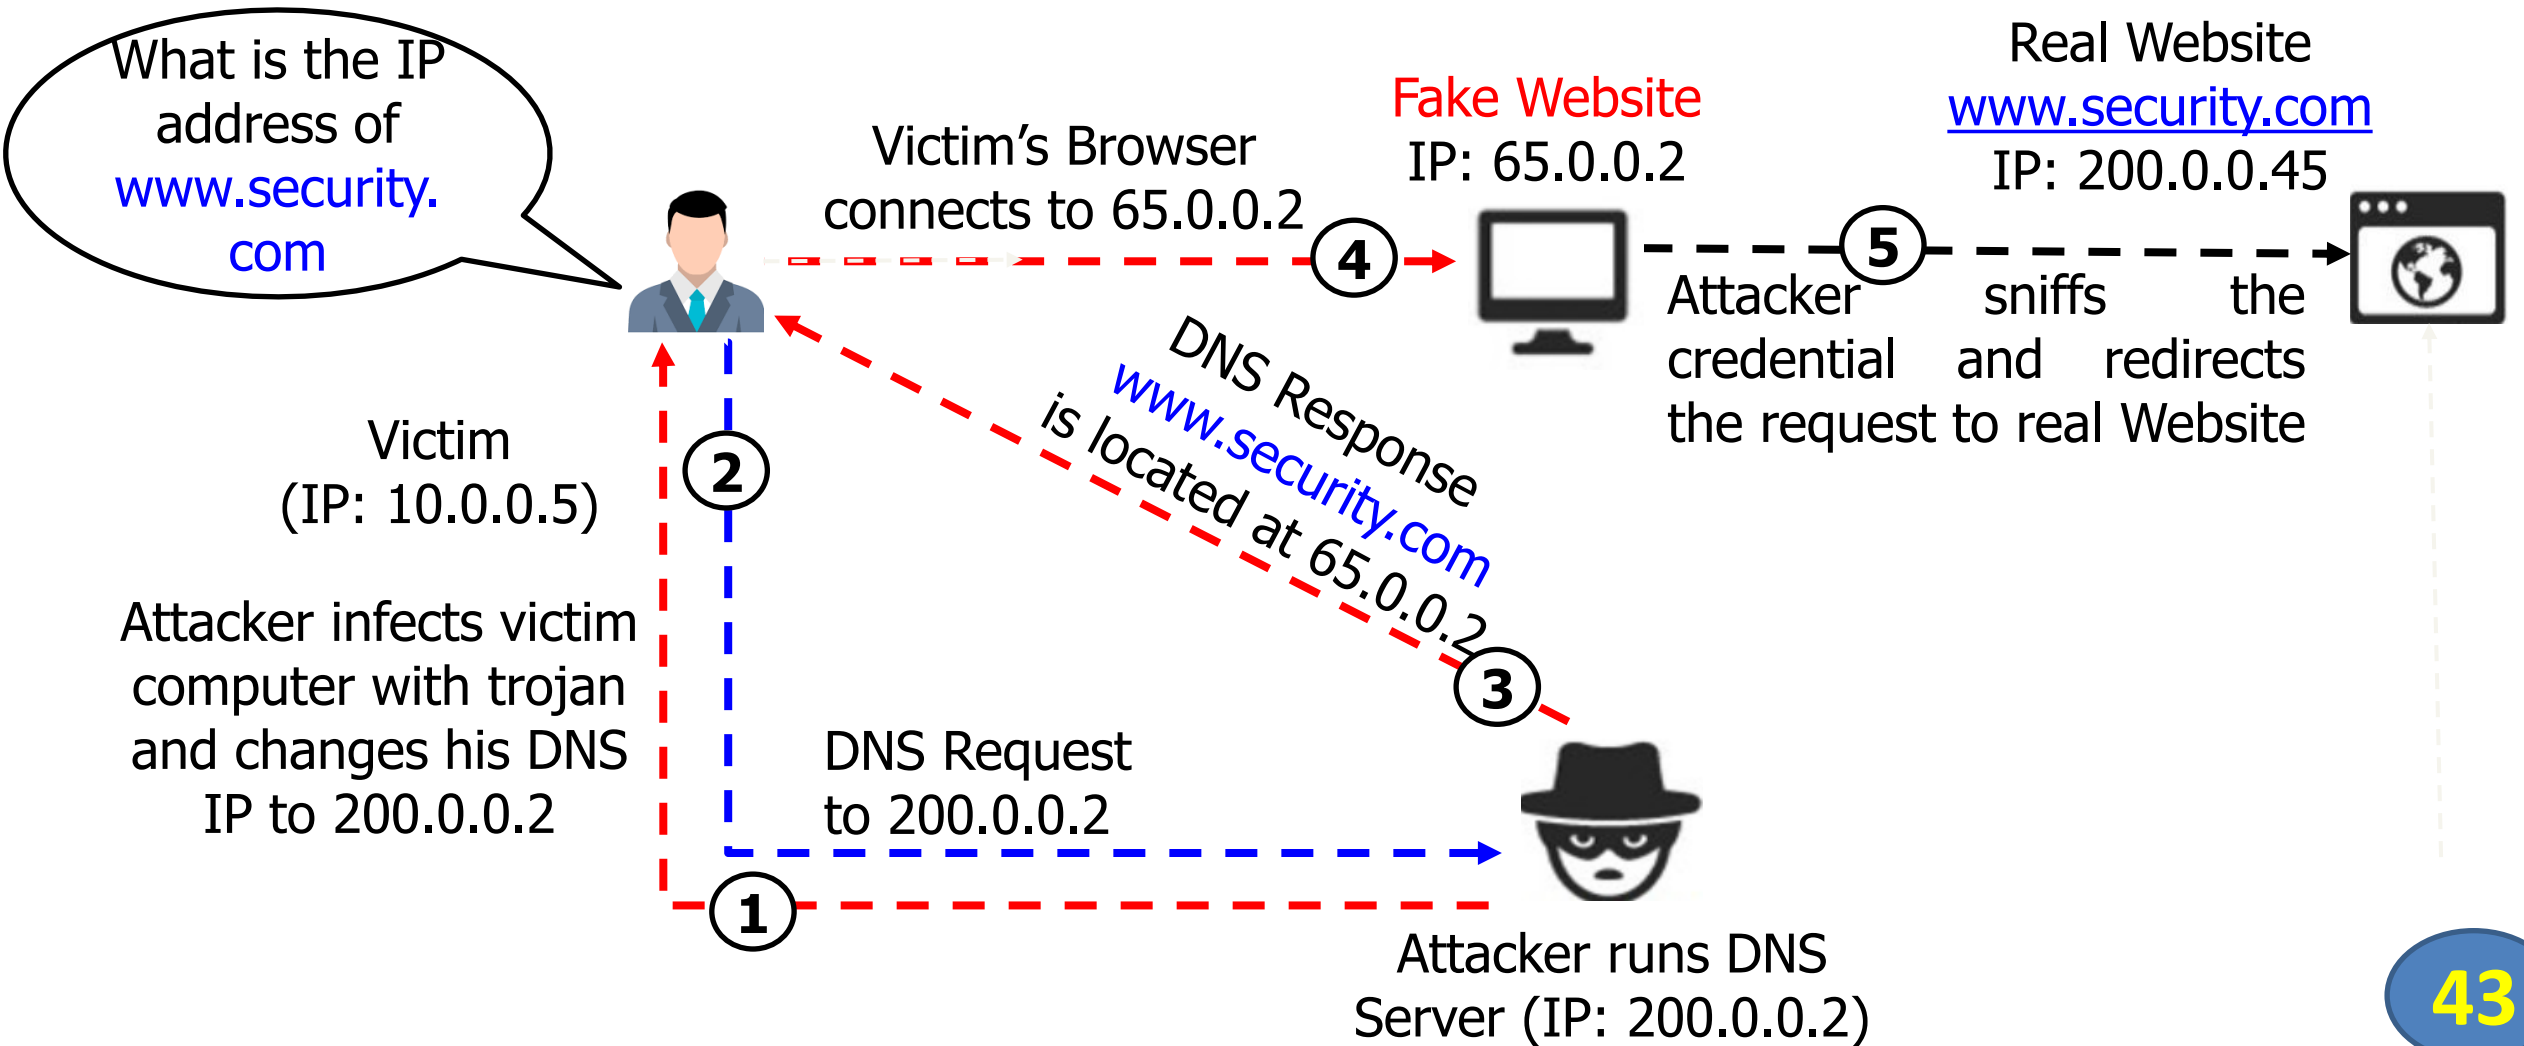 What is the IP
address of
www.security.
com
Victim’s Browser
connects to 65.0.0.2
Fake Website
IP: 65.0.0.2
Real Website
www.security.com
IP: 200.0.0.45
4
5
Attacker sniffs the
credential and redirects
the request to real Website
DNS Response
www.security.com
is located at 65.0.0.2
Victim
(IP: 10.0.0.5)
2
Attacker infects victim
computer with trojan
and changes his DNS
IP to 200.0.0.2
3
DNS Request
to 200.0.0.2
1
Attacker runs DNS
Server (IP: 200.0.0.2)
43